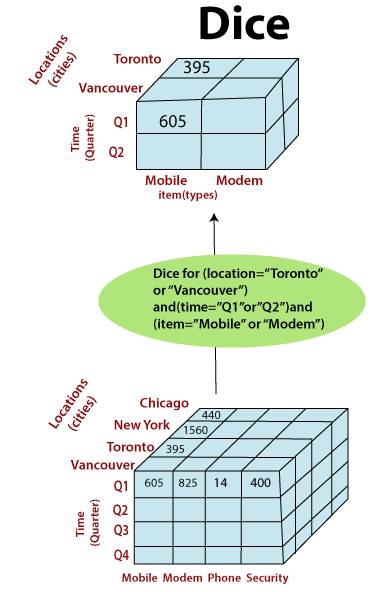 Dice
Locations
(cities)
Toronto
395
Vancouver
Time
(Quarter)
Q1
605
Q2
Mobile Modem
item(types)
Dice for (location="Toronto"
or "Vancouver")
and(time="Q1"or"Q2")and
(item="Mobile" or "Modem")
Locations
(cities)
Chicago
440
New York
1560
Toronto
395
Vancouver
Time
(Quarter)
Q1 605 825 14 400
Q2
Q3
Q4
Mobile Modem Phone Security